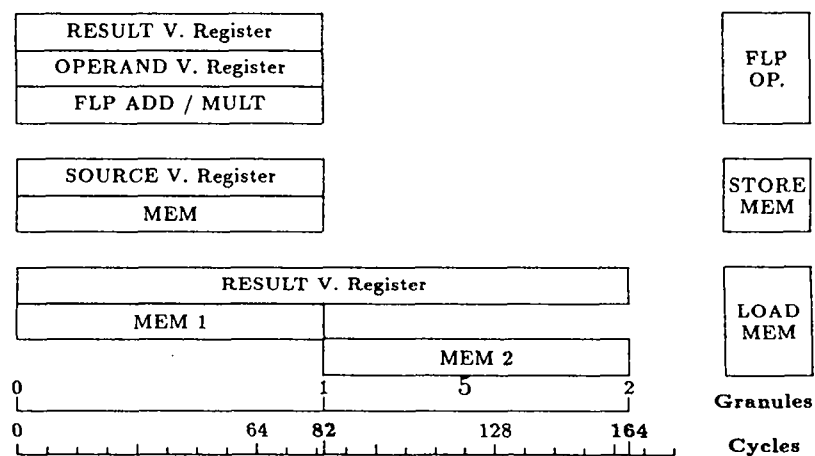 RESULT V. Register
OPERAND V. Register
FLP ADD / MULT
FLP
OP.
SOURCE V. Register
MEM
STORE
MEM
RESULT V. Register
MEM 1
MEM 2
LOAD
MEM
0 1 5 2
Granules
0 64 82 128 164
Cycles